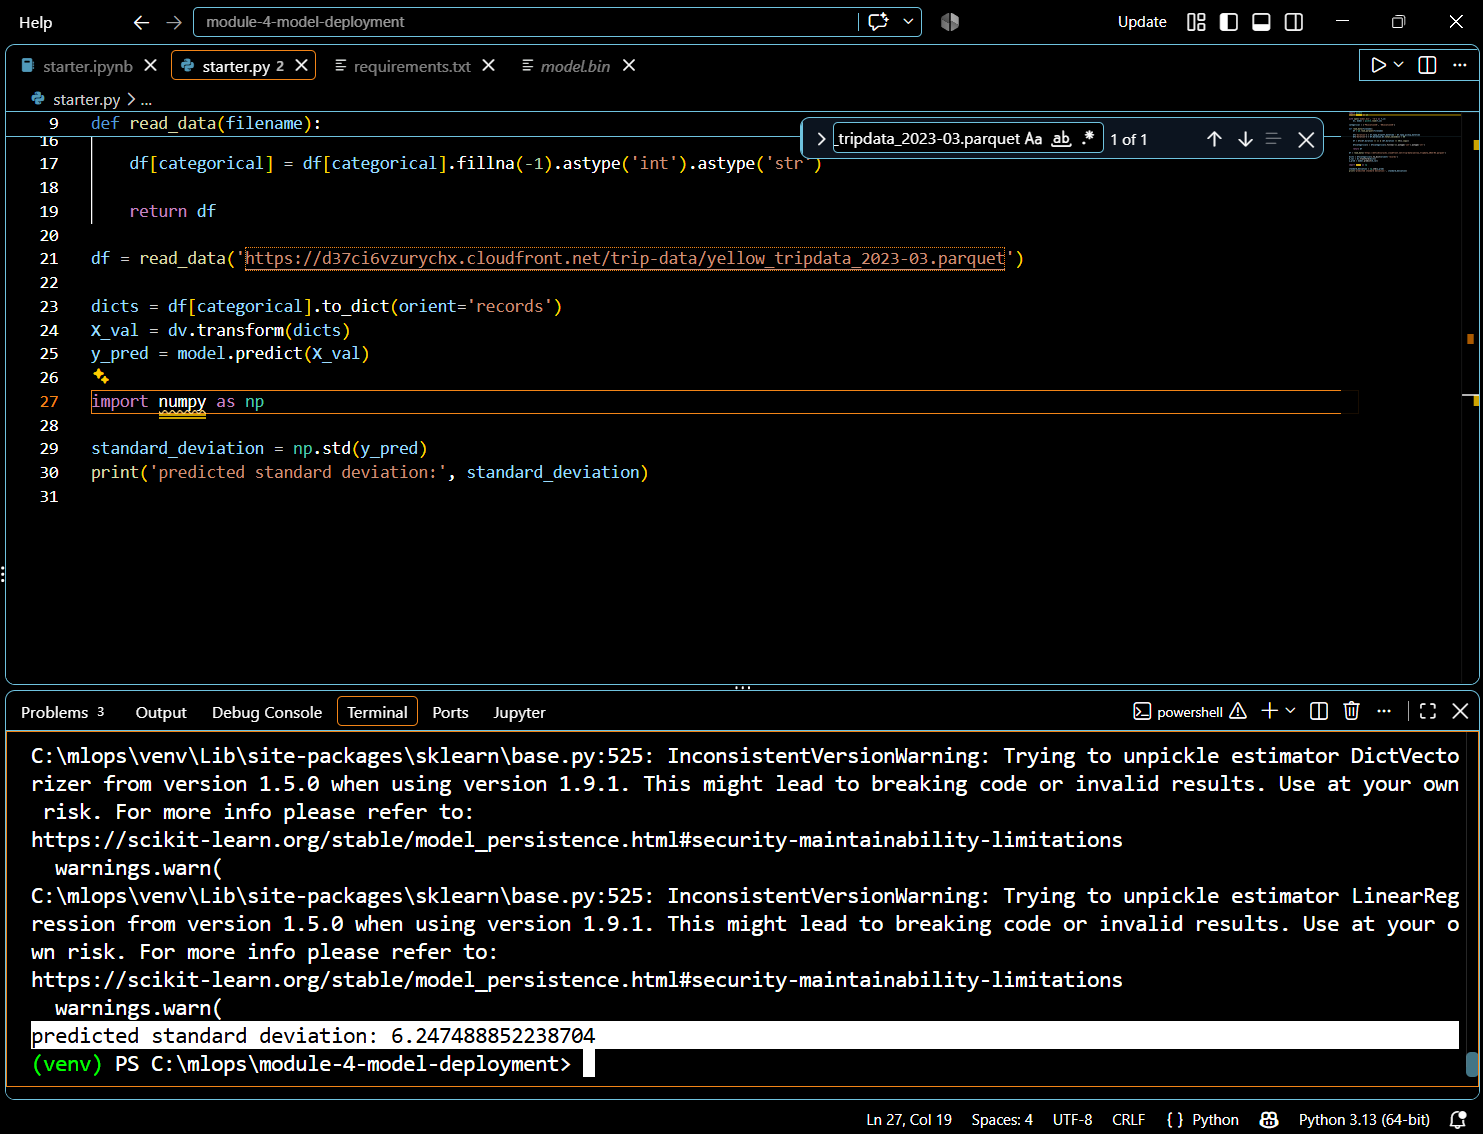 Help
module-4-model-deployment
Update
starter.ipynb
starter.py 2
requirements.txt
model.bin
starter.py > ...
9 def read_data(filename):
_tripdata_2023-03.parquet Aa ab .* 1 of 1
16
17 df[categorical] = df[categorical].fillna(-1).astype('int').astype('str')
18
19 return df
20
21 df = read_data('https://d37ci6vzurychx.cloudfront.net/trip-data/yellow_tripdata_2023-03.parquet')
22
23 dicts = df[categorical].to_dict(orient='records')
24 X_val = dv.transform(dicts)
25 y_pred = model.predict(X_val)
26
27 import numpy as np
28
29 standard_deviation = np.std(y_pred)
30 print('predicted standard deviation:', standard_deviation)
31
Problems 3 Output Debug Console Terminal Ports Jupyter
powershell
C:\mlops\venv\Lib\site-packages\sklearn\base.py:525: InconsistentVersionWarning: Trying to unpickle estimator DictVecto
rizer from version 1.5.0 when using version 1.9.1. This might lead to breaking code or invalid results. Use at your own
risk. For more info please refer to:
https://scikit-learn.org/stable/model_persistence.html#security-maintainability-limitations
warnings.warn(
C:\mlops\venv\Lib\site-packages\sklearn\base.py:525: InconsistentVersionWarning: Trying to unpickle estimator LinearReg
ression from version 1.5.0 when using version 1.9.1. This might lead to breaking code or invalid results. Use at your o
wn risk. For more info please refer to:
https://scikit-learn.org/stable/model_persistence.html#security-maintainability-limitations
warnings.warn(
predicted standard deviation: 6.247488852238704
(venv) PS C:\mlops\module-4-model-deployment>
Ln 27, Col 19 Spaces: 4 UTF-8 CRLF { } Python Python 3.13 (64-bit)